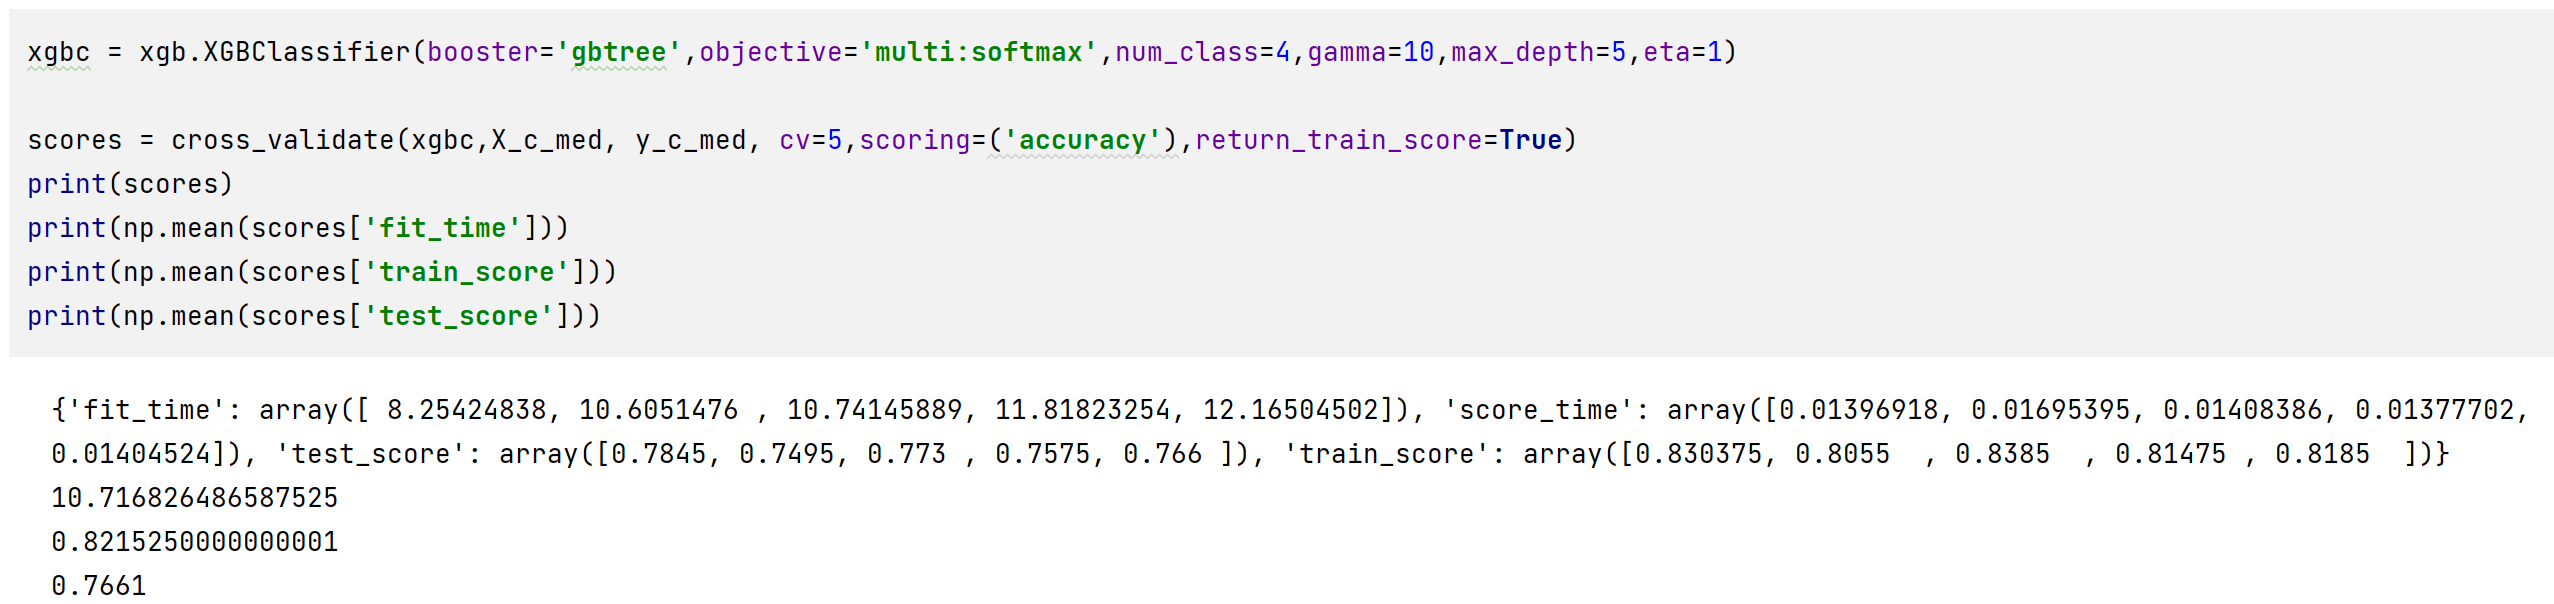 xgbc = xgb.XGBClassifier(booster='gbtree',objective='multi:softmax',num_class=4,gamma=10,max_depth=5,eta=1)
scores = cross_validate(xgbc,X_c_med, y_c_med, cv=5,scoring=('accuracy'),return_train_score=True)
print(scores)
print(np.mean(scores['fit_time']))
print(np.mean(scores['train_score']))
print(np.mean(scores['test_score']))
{'fit_time': array([ 8.25424838, 10.6051476 , 10.74145889, 11.81823254, 12.16504502]), 'score_time': array([0.01396918, 0.01695395, 0.01408386, 0.01377702,
0.01404524]), 'test_score': array([0.7845, 0.7495, 0.773 , 0.7575, 0.766 ]), 'train_score': array([0.830375, 0.8055  , 0.8385  , 0.81475 , 0.8185  ])}
10.716826486587525
0.8215250000000001
0.7661